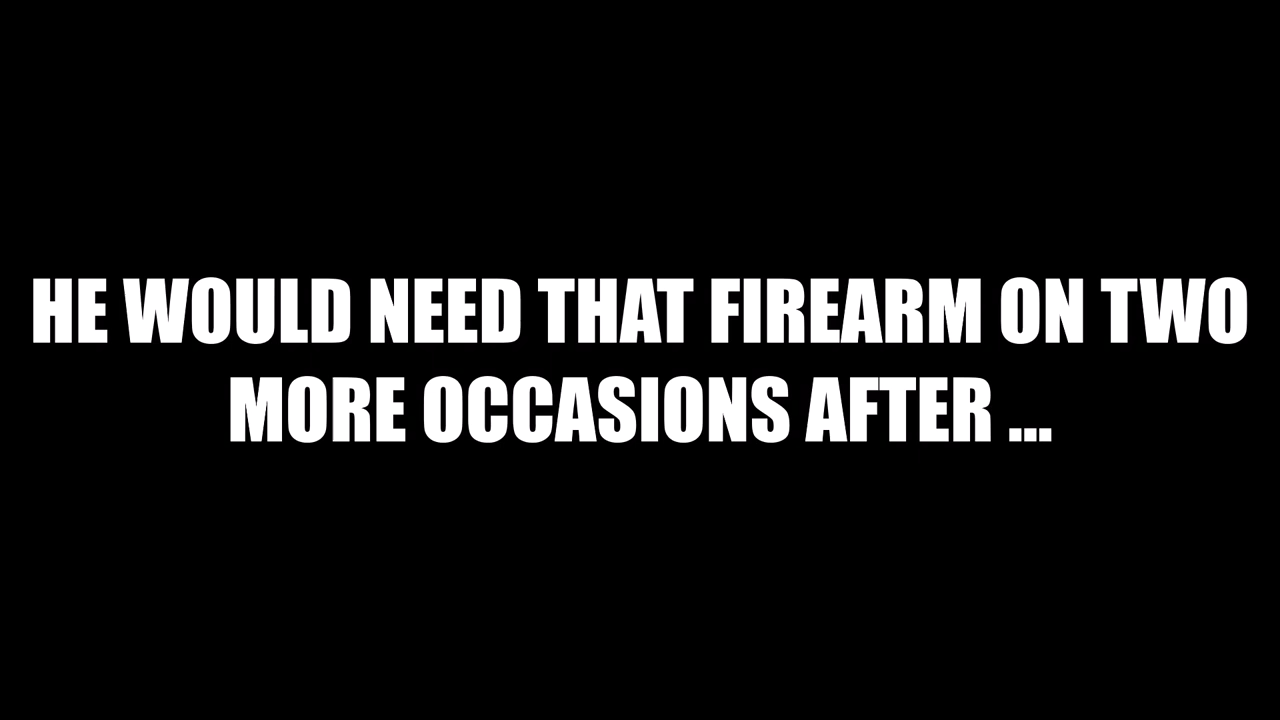 HE WOULD NEED THAT FIREARM ON TWO
MORE OCCASIONS AFTER ...